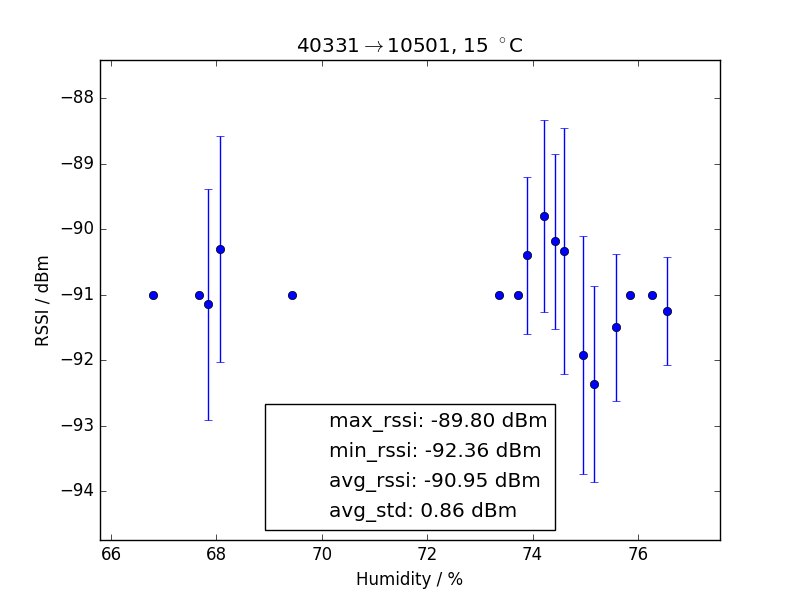 40331→10501, 15 °C
RSSI / dBm
−88
−89
−90
−91
−92
−93
−94
max_rssi: -89.80 dBm
min_rssi: -92.36 dBm
avg_rssi: -90.95 dBm
avg_std: 0.86 dBm
66 68 70 72 74 76
Humidity / %